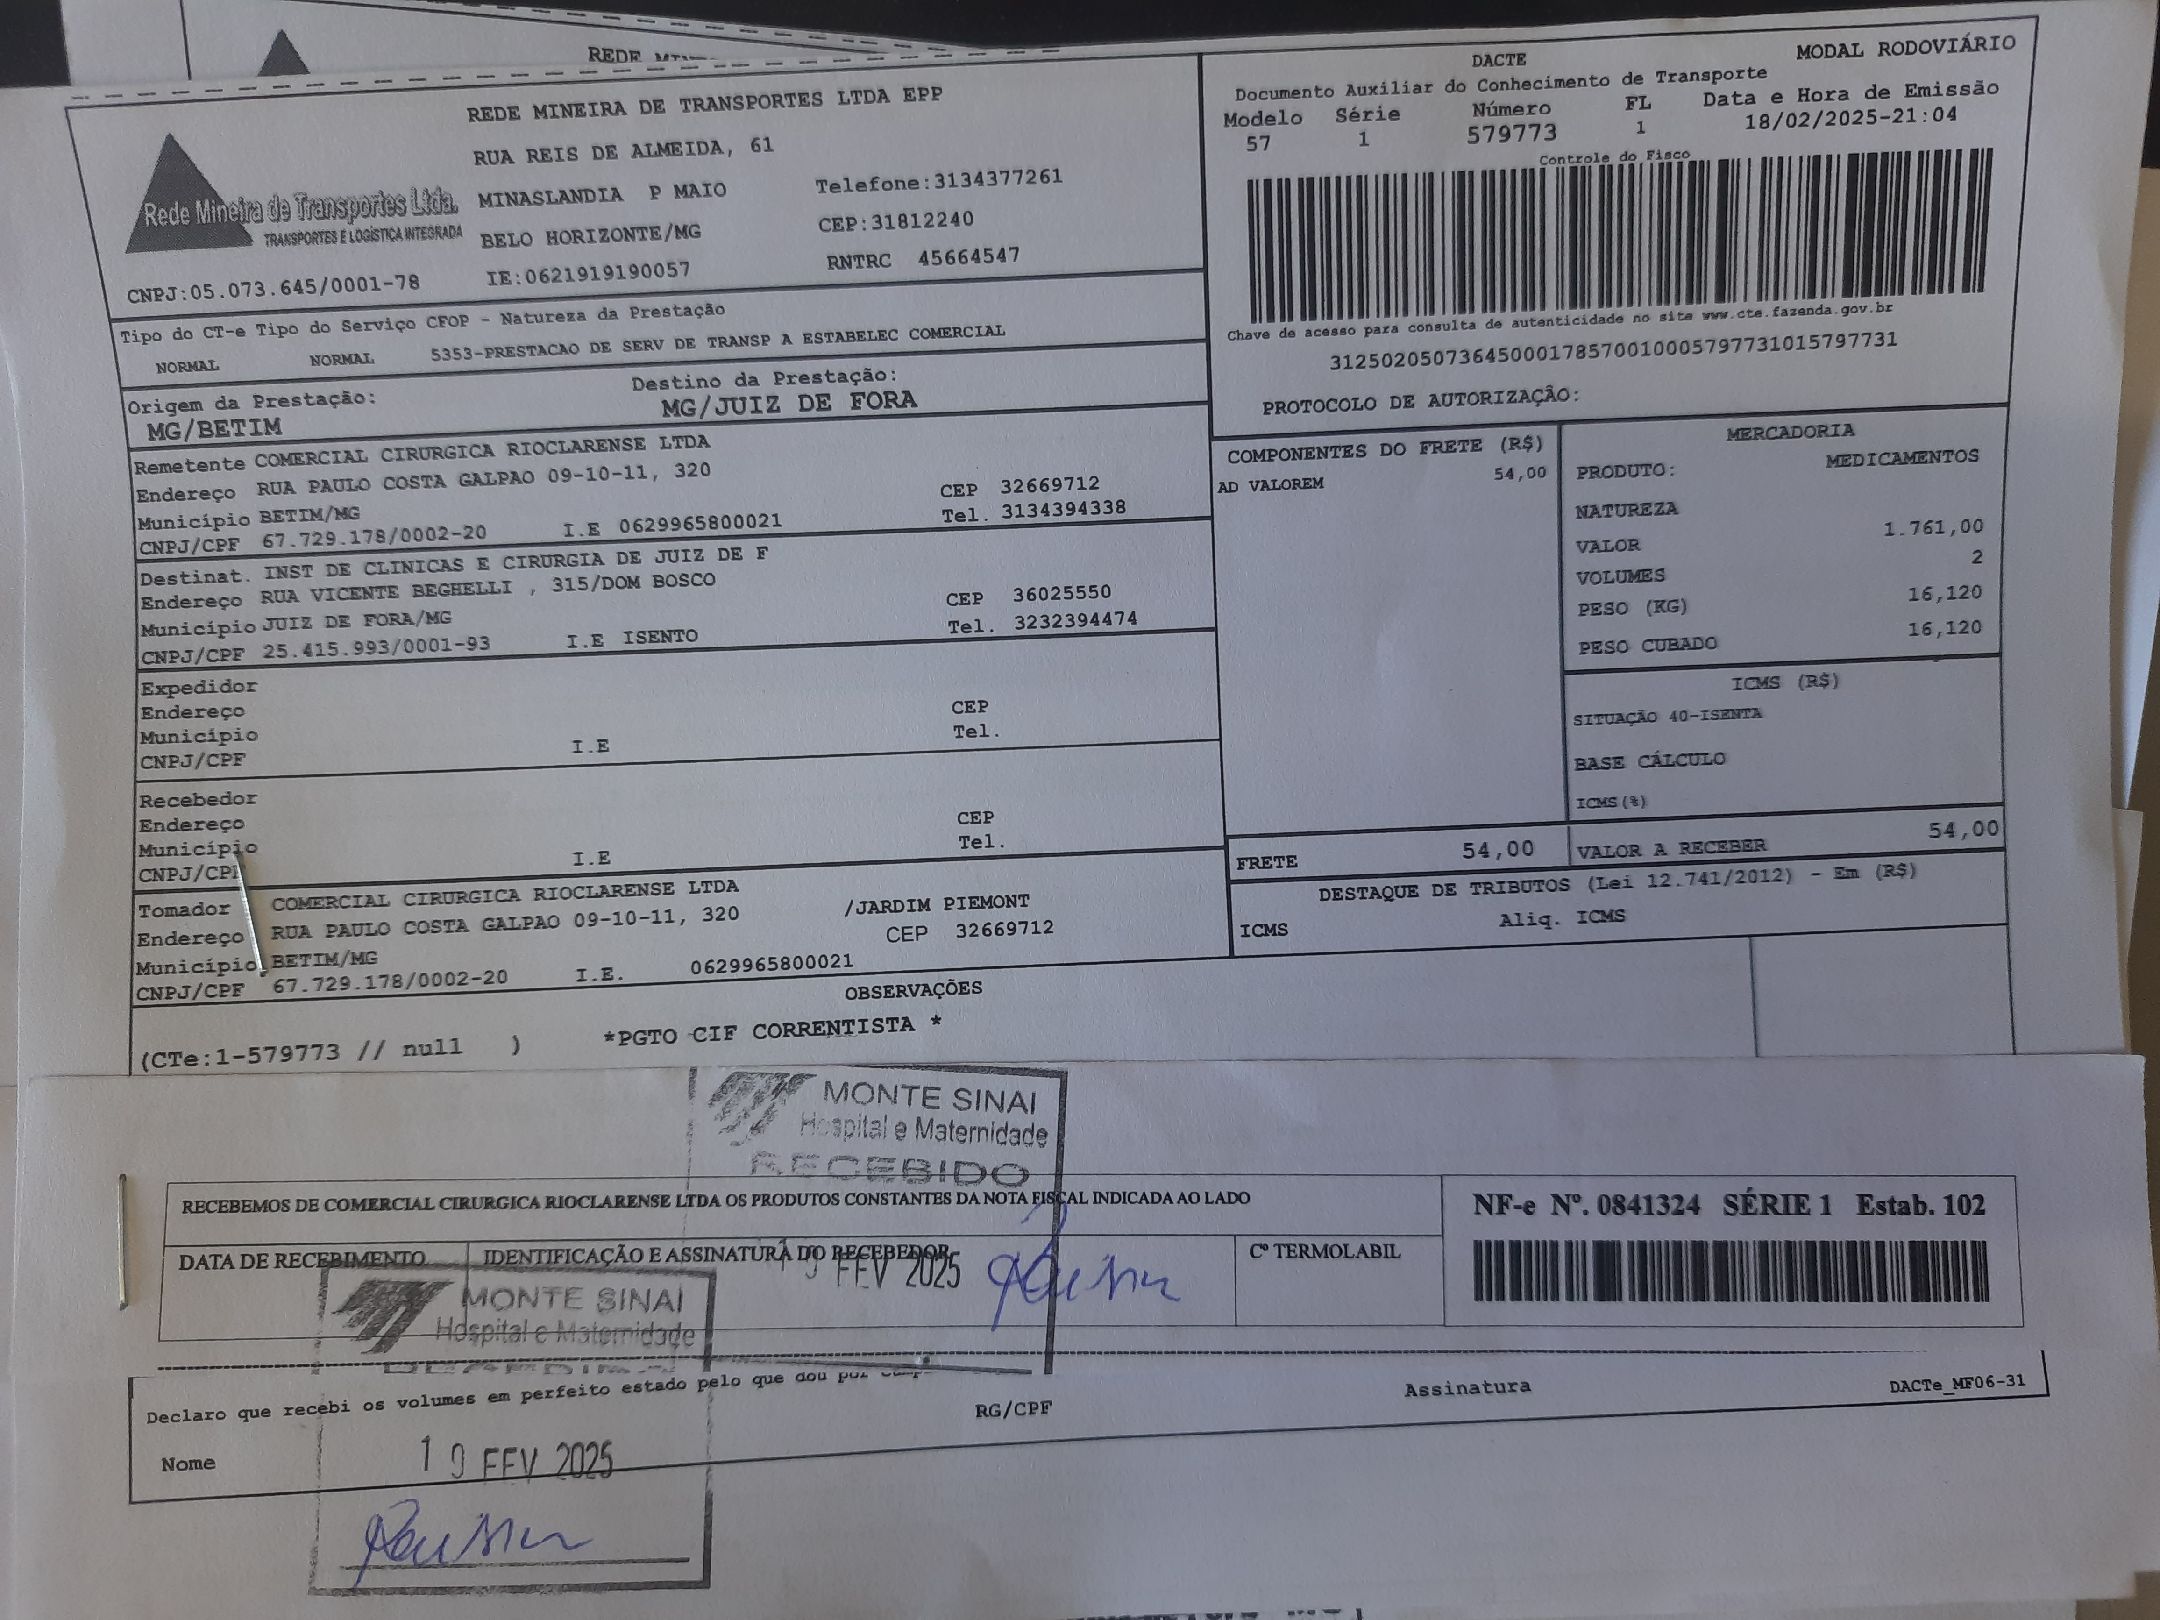 REDE
REDE MINEIRA DE TRANSPORTES LTDA EPP
RUA REIS DE ALMEIDA, 61
MINASLANDIA P MAIO Telefone:3134377261
BELO HORIZONTE/MG CEP:31812240
IE:0621919190057 RNTRC 45664547
Rede Mineira de Transportes Ltda.
TRANSPORTES E LOGÍSTICA INTEGRADA
CNPJ:05.073.645/0001-78
DACTE MODAL RODOVIÁRIO
Documento Auxiliar do Conhecimento de Transporte
Modelo Série Número FL Data e Hora de Emissão
57 1 579773 1 18/02/2025-21:04
Controle do Fisco
Chave de acesso para consulta de autenticidade no site www.cte.fazenda.gov.br
31250205073645000178570010005797731015797731
PROTOCOLO DE AUTORIZAÇÃO:
Tipo do CT-e Tipo do Serviço CFOP - Natureza da Prestação
NORMAL NORMAL 5353-PRESTACAO DE SERV DE TRANSP A ESTABELEC COMERCIAL
Origem da Prestação: Destino da Prestação:
MG/BETIM MG/JUIZ DE FORA
Remetente COMERCIAL CIRURGICA RIOCLARENSE LTDA
Endereço RUA PAULO COSTA GALPAO 09-10-11, 320 CEP 32669712
Município BETIM/MG Tel. 3134394338
CNPJ/CPF 67.729.178/0002-20 I.E 0629965800021
Destinat. INST DE CLINICAS E CIRURGIA DE JUIZ DE F
Endereço RUA VICENTE BEGHELLI , 315/DOM BOSCO CEP 36025550
Município JUIZ DE FORA/MG Tel. 3232394474
CNPJ/CPF 25.415.993/0001-93 I.E ISENTO
Expedidor
Endereço CEP
Município Tel.
CNPJ/CPF I.E
Recebedor
Endereço CEP
Município Tel.
CNPJ/CPF I.E
Tomador COMERCIAL CIRURGICA RIOCLARENSE LTDA
Endereço RUA PAULO COSTA GALPAO 09-10-11, 320 /JARDIM PIEMONT
Município BETIM/MG CEP 32669712
CNPJ/CPF 67.729.178/0002-20 I.E. 0629965800021
COMPONENTES DO FRETE (R$)
AD VALOREM 54,00
MERCADORIA
PRODUTO: MEDICAMENTOS
NATUREZA
VALOR 1.761,00
VOLUMES 2
PESO (KG) 16,120
PESO CUBADO 16,120
ICMS (R$)
SITUAÇÃO 40-ISENTA
BASE CÁLCULO
ICMS(%)
FRETE 54,00 VALOR A RECEBER 54,00
DESTAQUE DE TRIBUTOS (Lei 12.741/2012) - Em (R$)
ICMS Aliq. ICMS
OBSERVAÇÕES
(CTe:1-579773 // null ) *PGTO CIF CORRENTISTA *
MONTE SINAI
Hospital e Maternidade
RECEBIDO
RECEBEMOS DE COMERCIAL CIRURGICA RIOCLARENSE LTDA OS PRODUTOS CONSTANTES DA NOTA FISCAL INDICADA AO LADO
NF-e Nº. 0841324 SÉRIE 1 Estab. 102
DATA DE RECEBIMENTO IDENTIFICAÇÃO E ASSINATURA DO RECEBEDOR Cº TERMOLABIL
19 FEV 2025
MONTE SINAI
Hospital e Maternidade
Declaro que recebi os volumes em perfeito estado pelo que dou por
RG/CPF Assinatura DACTe_MF06-31
Nome
19 FEV 2025